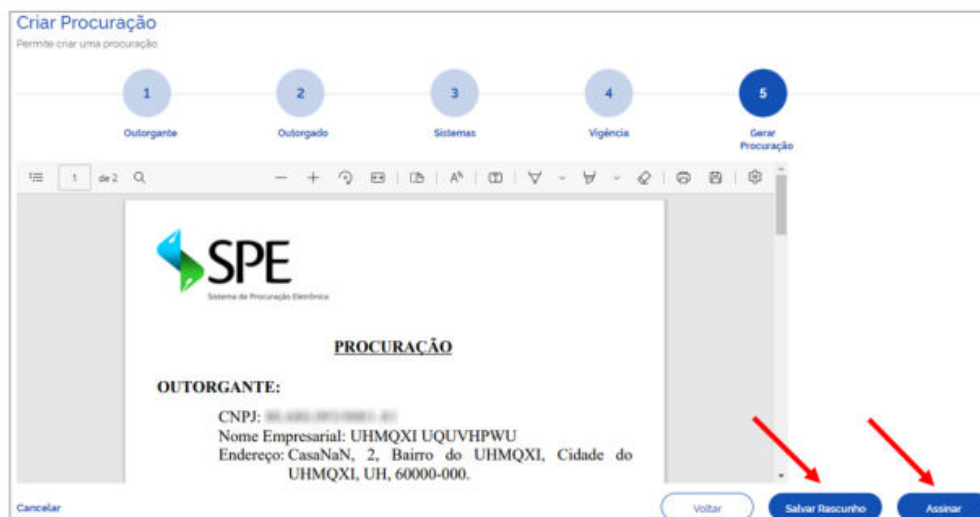 Criar Procuração
Permite criar uma procuração
1 2 3 4 5
Outorgante Outorgado Sistemas Vigência Gerar
Procuração
1 de 2
SPE
Sistema de Procuração Eletrônica
PROCURAÇÃO
OUTORGANTE:
CNPJ:
Nome Empresarial: UHMQXI UQUVHPWU
Endereço: CasaNaN, 2, Bairro do UHMQXI, Cidade do
UHMQXI, UH, 60000-000.
Cancelar Voltar Salvar Rascunho Assinar